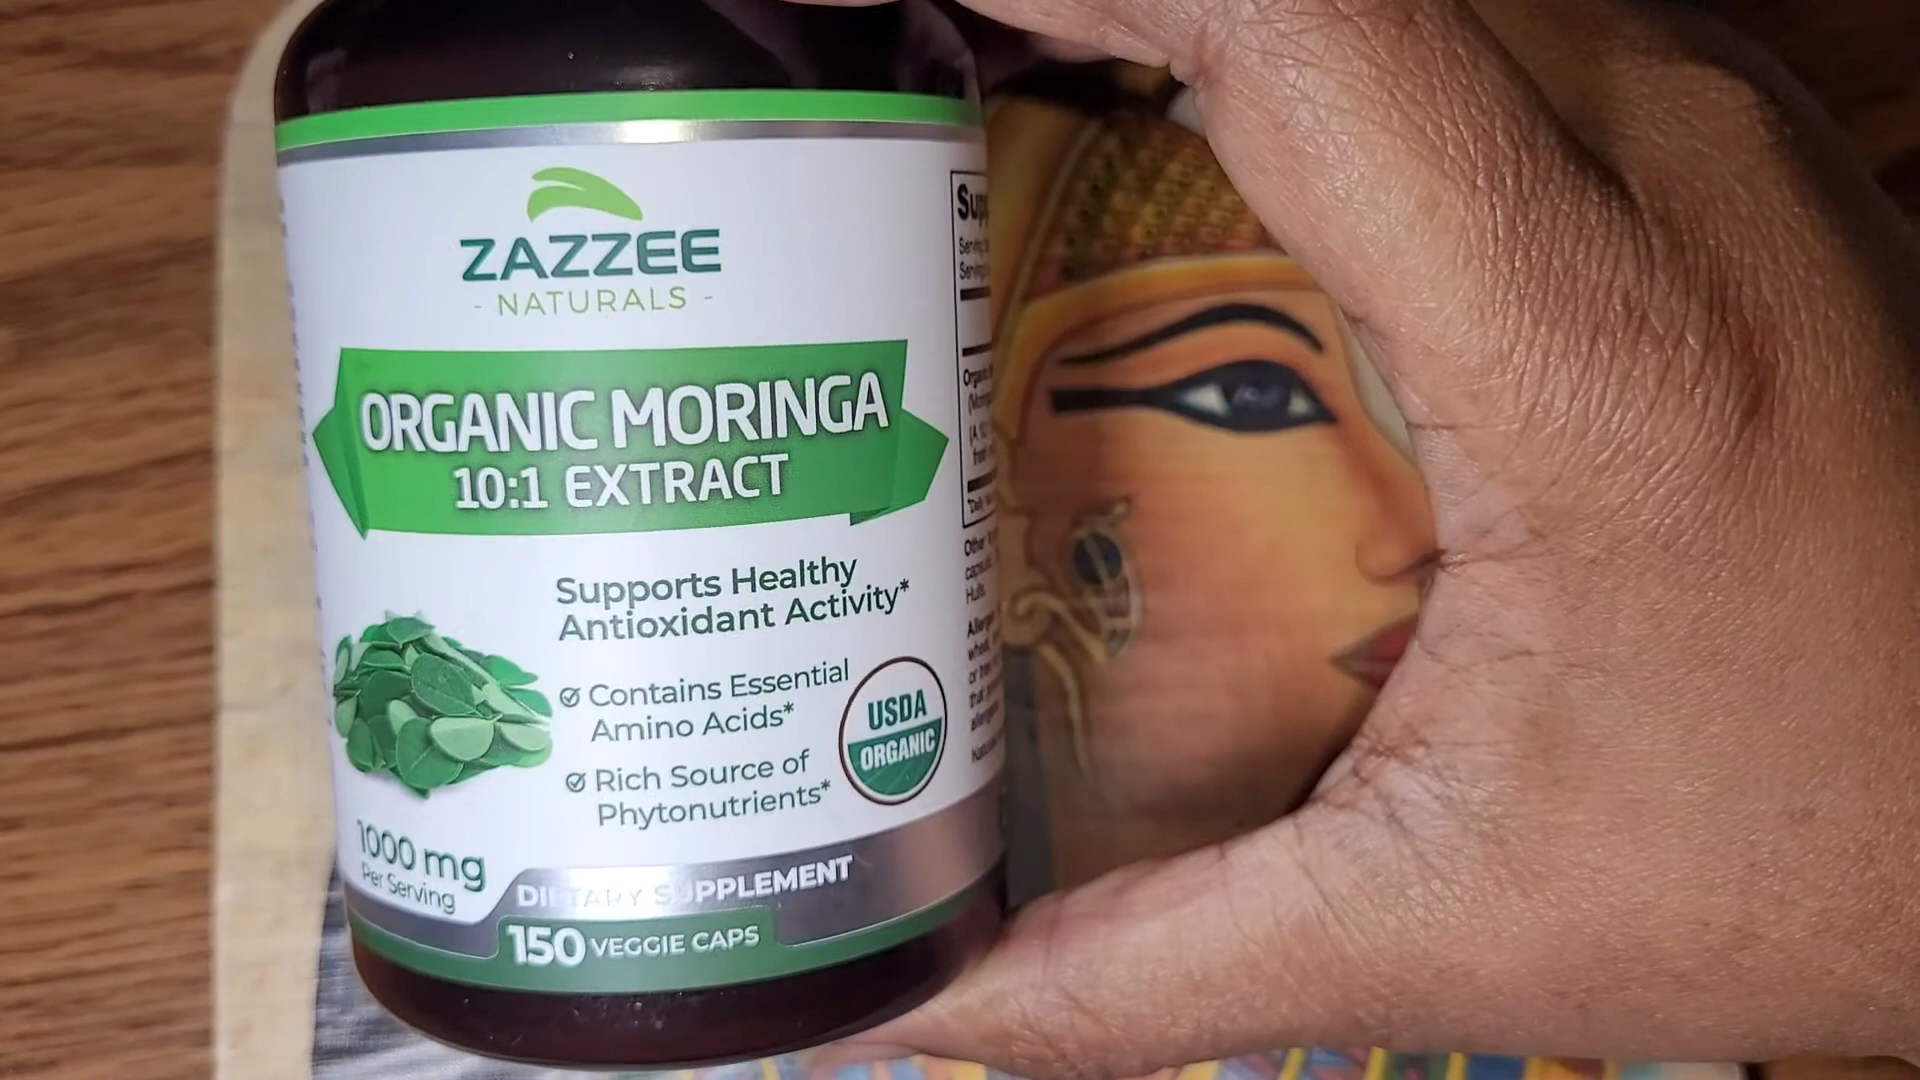 ZAZZEE
- NATURALS -
ORGANIC MORINGA
10:1 EXTRACT
Supports Healthy
Antioxidant Activity*
Contains Essential
Amino Acids*
Rich Source of
Phytonutrients*
USDA
ORGANIC
1000 mg
Per Serving
DIETARY SUPPLEMENT
150 VEGGIE CAPS